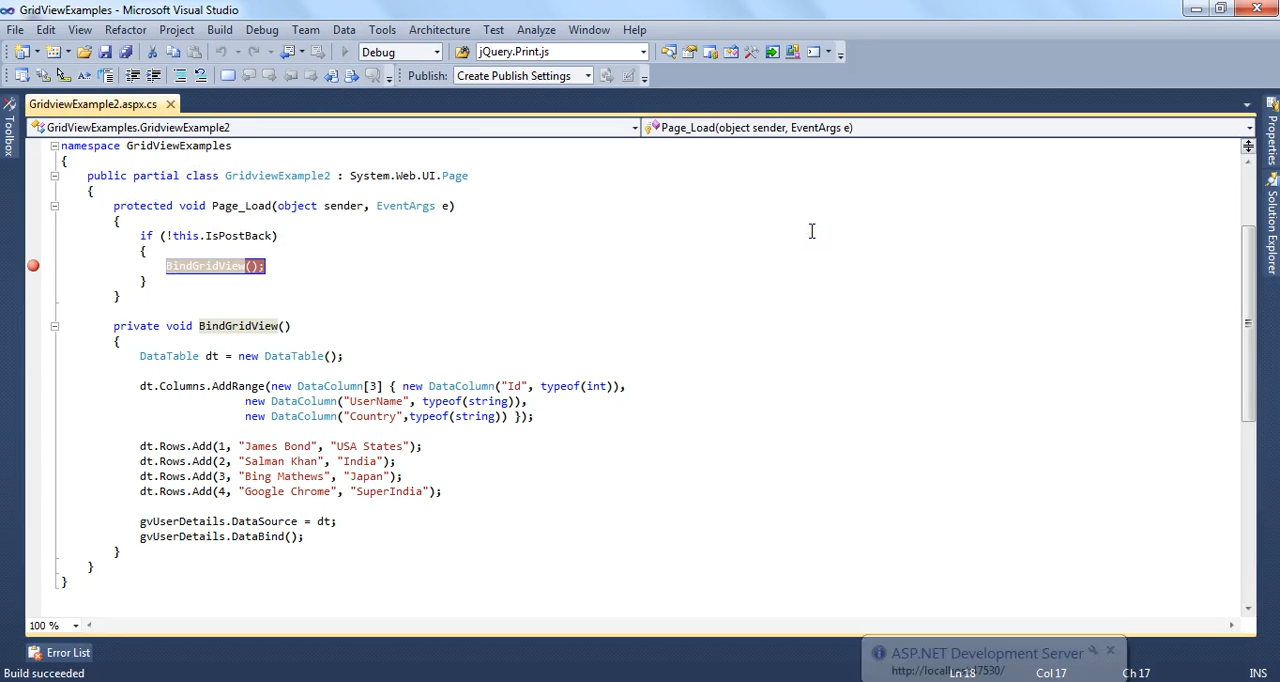 GridViewExamples - Microsoft Visual Studio
File Edit View Refactor Project Build Debug Team Data Tools Architecture Test Analyze Window Help
Debug jQuery.Print.js
Publish: Create Publish Settings
GridviewExample2.aspx.cs
GridViewExamples.GridviewExample2 Page_Load(object sender, EventArgs e)
Toolbox
Properties
Solution Explorer
namespace GridViewExamples
{
public partial class GridviewExample2 : System.Web.UI.Page
{
protected void Page_Load(object sender, EventArgs e)
{
if (!this.IsPostBack)
{
BindGridView();
}
}
private void BindGridView()
{
DataTable dt = new DataTable();
dt.Columns.AddRange(new DataColumn[3] { new DataColumn("Id", typeof(int)),
new DataColumn("UserName", typeof(string)),
new DataColumn("Country",typeof(string)) });
dt.Rows.Add(1, "James Bond", "USA States");
dt.Rows.Add(2, "Salman Khan", "India");
dt.Rows.Add(3, "Bing Mathews", "Japan");
dt.Rows.Add(4, "Google Chrome", "SuperIndia");
gvUserDetails.DataSource = dt;
gvUserDetails.DataBind();
}
}
}
100 %
Error List
ASP.NET Development Server
Build succeeded Ln 18 Col 17 Ch 17 INS